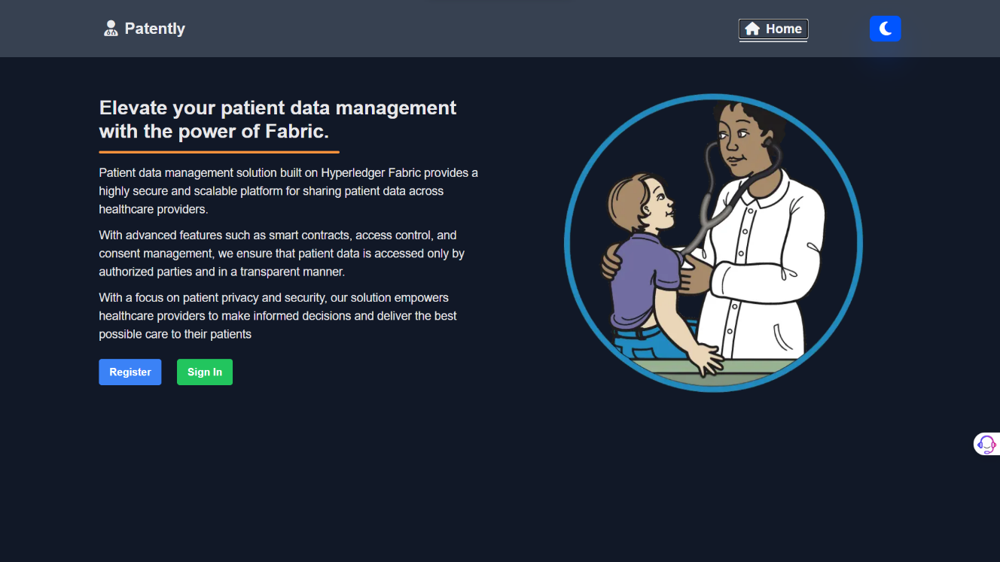 Patently
Home
Elevate your patient data management
with the power of Fabric.
Patient data management solution built on Hyperledger Fabric provides a
highly secure and scalable platform for sharing patient data across
healthcare providers.
With advanced features such as smart contracts, access control, and
consent management, we ensure that patient data is accessed only by
authorized parties and in a transparent manner.
With a focus on patient privacy and security, our solution empowers
healthcare providers to make informed decisions and deliver the best
possible care to their patients
Register
Sign In